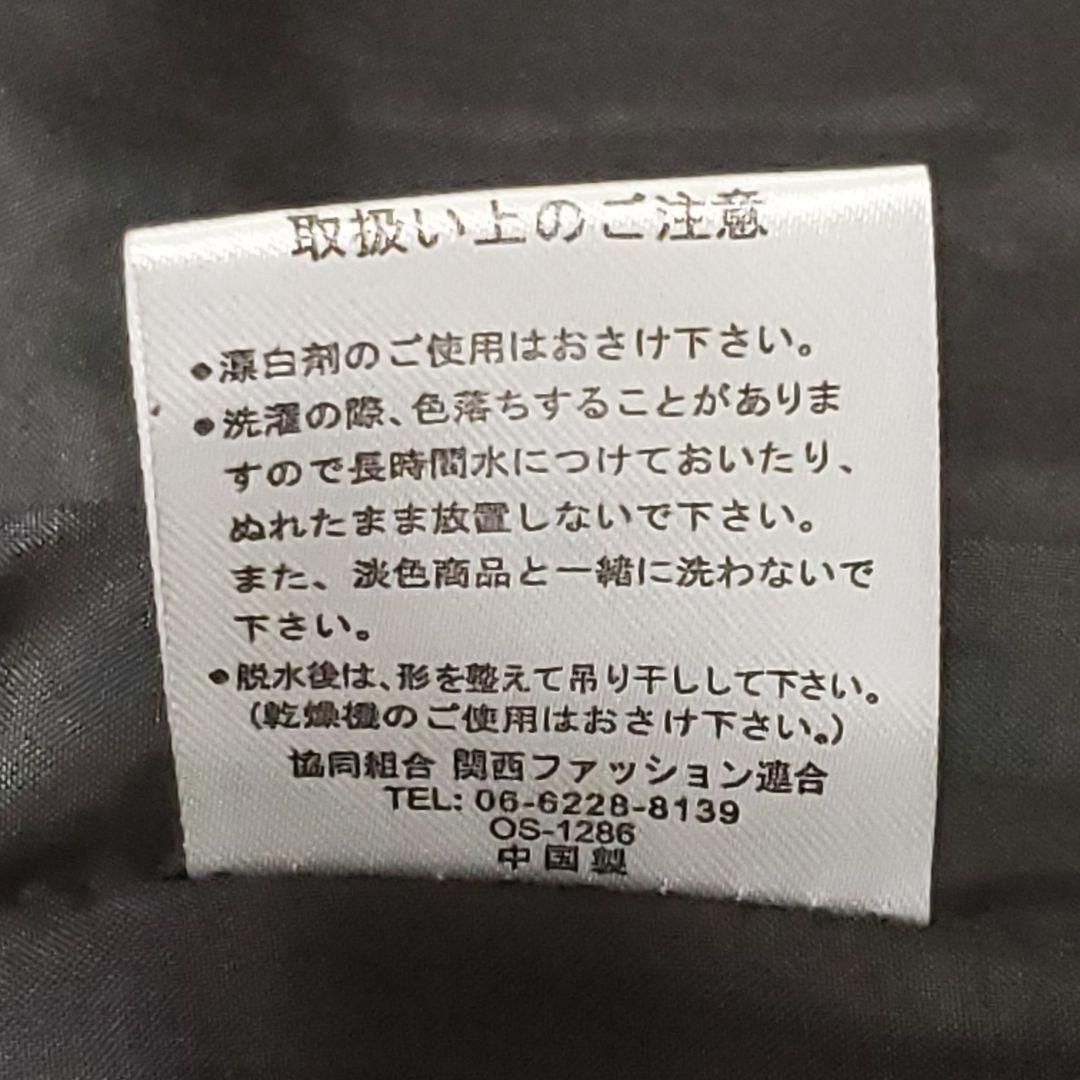 取扱い上のご注意
●漂白剤のご使用はおさけ下さい。
●洗濯の際、色落ちすることがありま
すので長時間水につけておいたり、
ぬれたまま放置しないで下さい。
また、淡色商品と一緒に洗わないで
下さい。
●脱水後は、形を整えて吊り干しして下さい。
(乾燥機のご使用はおさけ下さい。)
協同組合 関西ファッション連合
TEL: 06-6228-8139
OS-1286
中国製